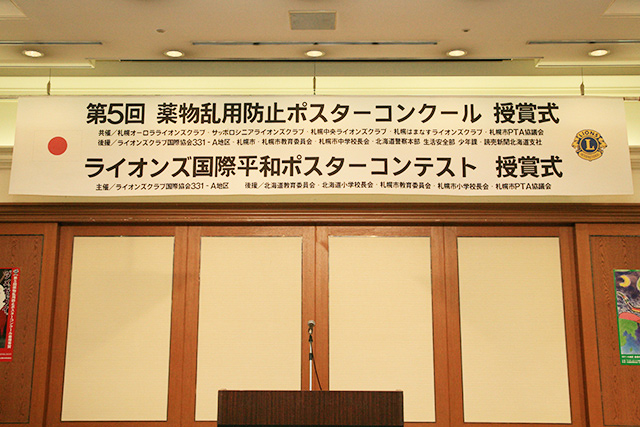 第5回 薬物乱用防止ポスターコンクール 授賞式
共催／札幌オーロラライオンズクラブ・サッポロシニアライオンズクラブ・札幌中央ライオンズクラブ・札幌はまなすライオンズクラブ・札幌市PTA協議会
後援／ライオンズクラブ国際協会331-A地区・札幌市・札幌市教育委員会・札幌市中学校長会・北海道警察本部 生活安全部 少年課・読売新聞北海道支社
ライオンズ国際平和ポスターコンテスト 授賞式
主催／ライオンズクラブ国際協会331-A地区 後援／北海道教育委員会・北海道小学校長会・札幌市教育委員会・札幌市小学校長会・札幌市PTA協議会
LIONS
L